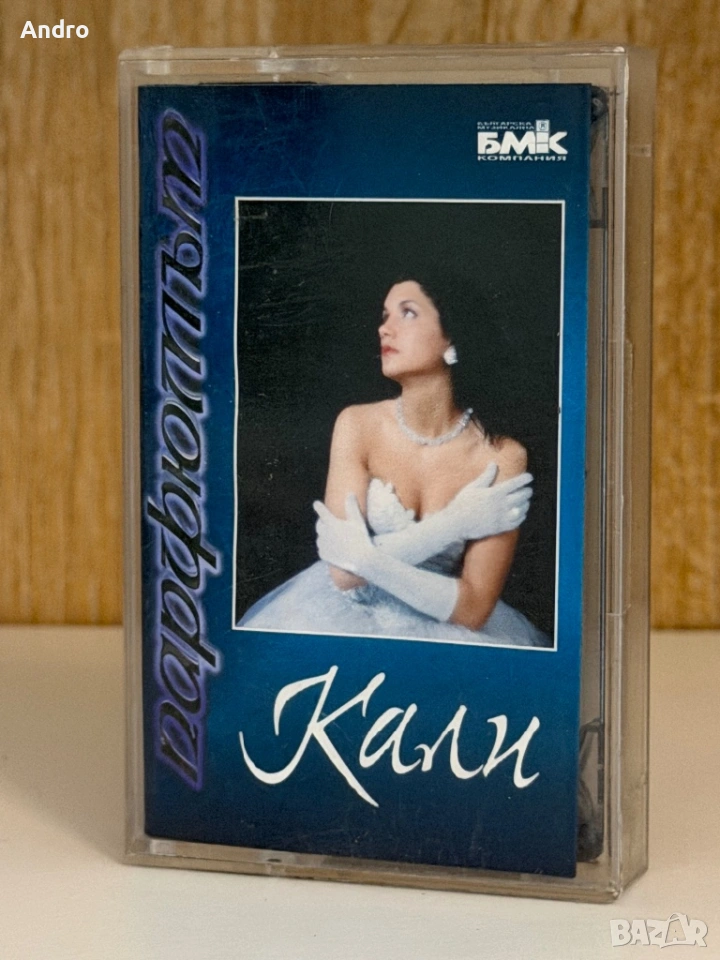 Andro
БЪЛГАРСКА
МУЗИКАЛНА
БМК
КОМПАНИЯ
парфюмът
Кали
BAZAR